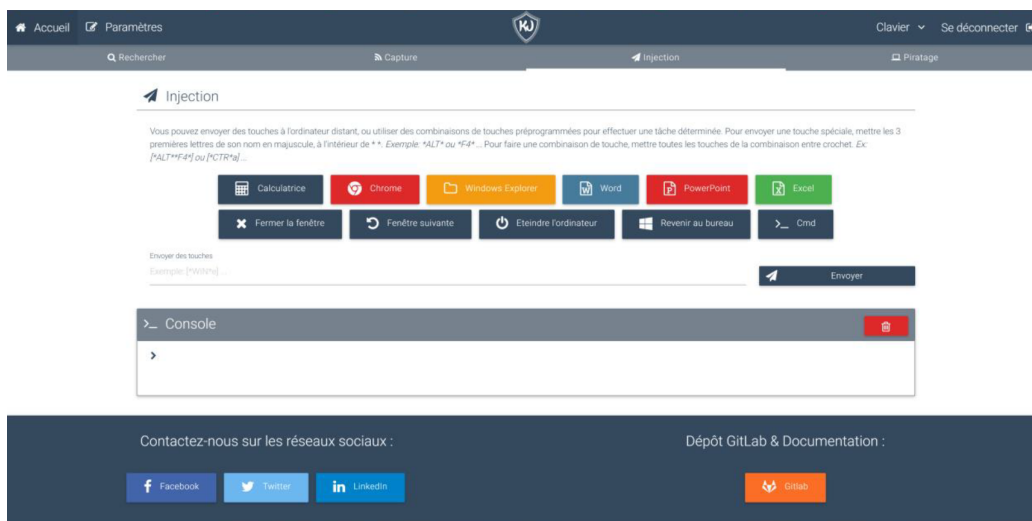 Accueil Paramètres KJ Clavier Se déconnecter
Rechercher Capture Injection Piratage
Injection
Vous pouvez envoyer des touches à l'ordinateur distant, ou utiliser des combinaisons de touches préprogrammées pour effectuer une tâche déterminée. Pour envoyer une touche spéciale, mettre les 3
premières lettres de son nom en majuscule, à l'intérieur de * *. Exemple: *ALT* ou *F4* ... Pour faire une combinaison de touche, mettre toutes les touches de la combinaison entre crochet. Ex:
[*ALT**F4*] ou [*CTR*a] ...
Calculatrice Chrome Windows Explorer Word PowerPoint Excel
Fermer la fenêtre Fenêtre suivante Eteindre l'ordinateur Revenir au bureau >_ Cmd
Envoyer des touches
Exemple: [*WIN*a] ...
Envoyer
>_ Console
>
Contactez-nous sur les réseaux sociaux : Dépôt GitLab & Documentation :
Facebook Twitter LinkedIn Gitlab